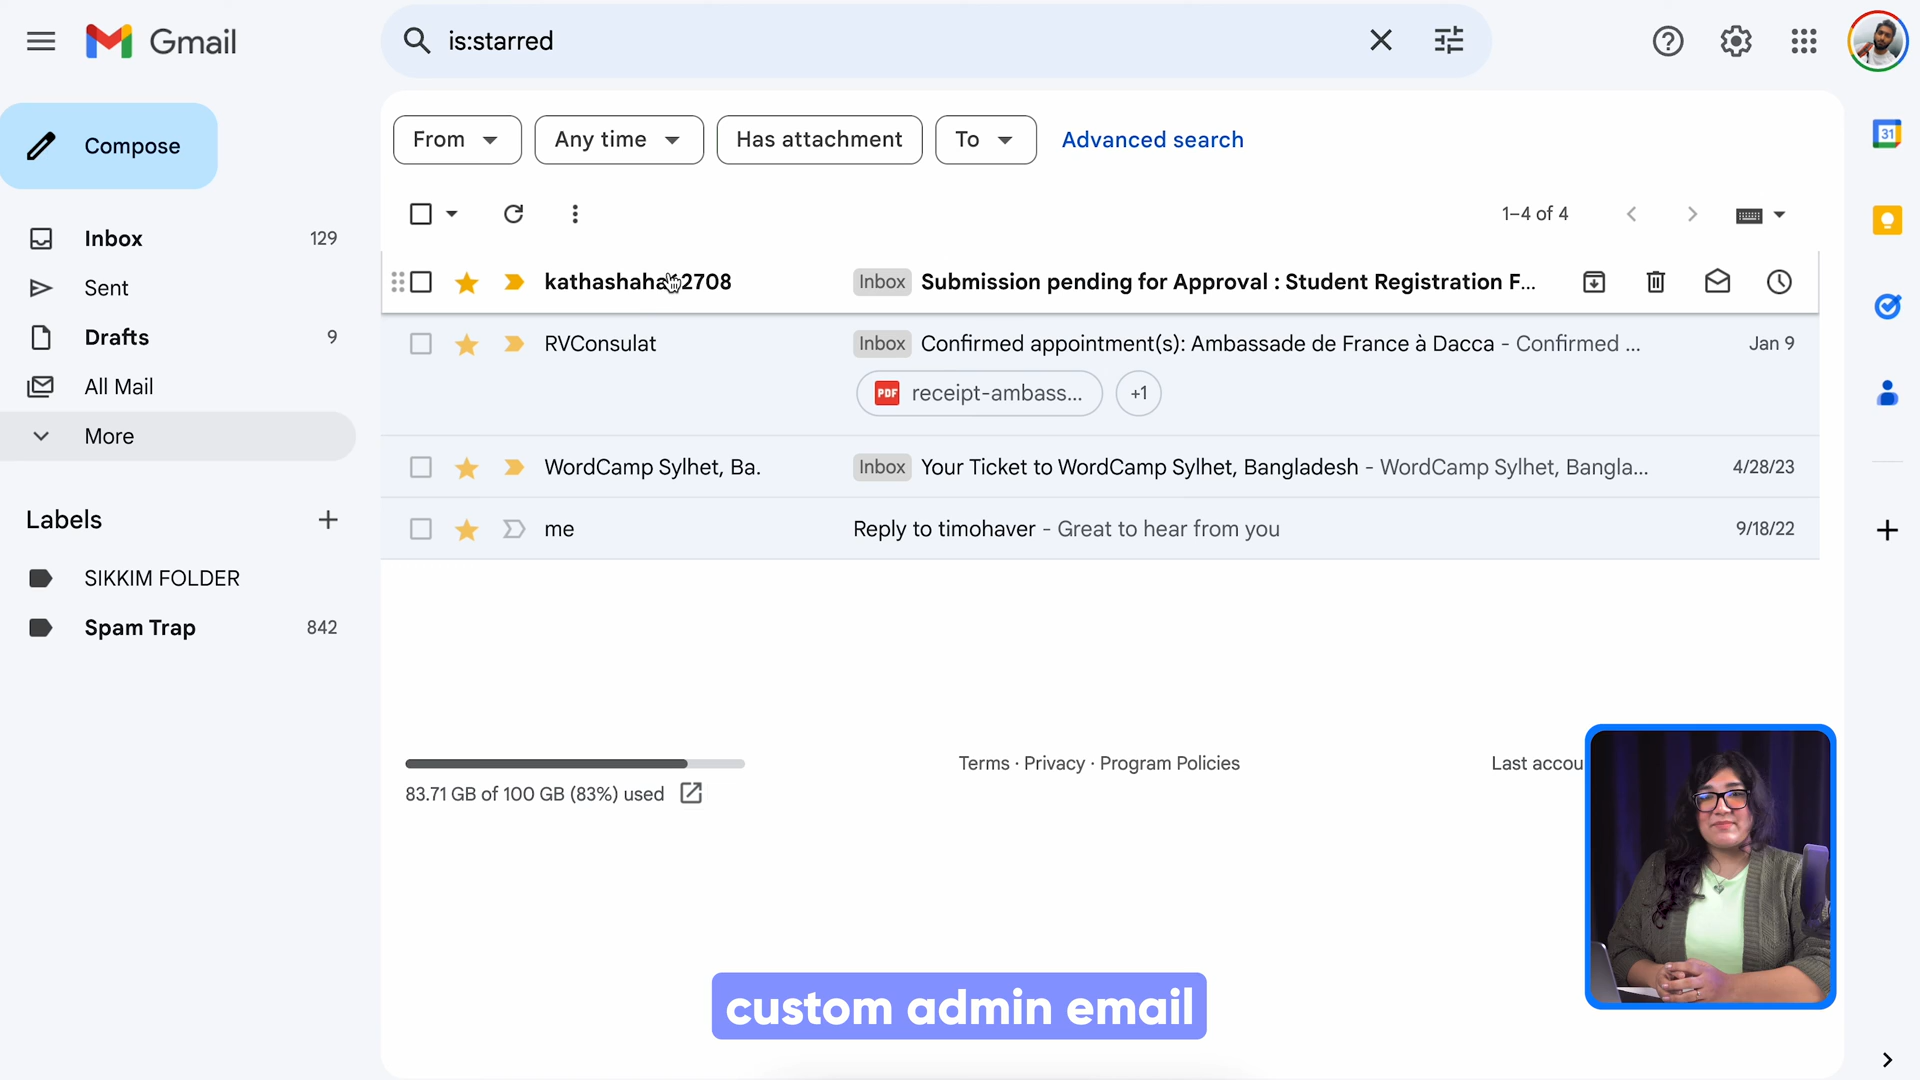 Gmail
is:starred
Compose
Inbox 129
Sent
Drafts 9
All Mail
More
Labels
SIKKIM FOLDER
Spam Trap 842
From
Any time
Has attachment
To
Advanced search
1–4 of 4
Inbox Submission pending for Approval : Student Registration F...
RVConsulat Inbox Confirmed appointment(s): Ambassade de France à Dacca - Confirmed ... Jan 9
PDF receipt-ambass... +1
WordCamp Sylhet, Ba. Inbox Your Ticket to WordCamp Sylhet, Bangladesh - WordCamp Sylhet, Bangla... 4/28/23
me Reply to timohaver - Great to hear from you 9/18/22
83.71 GB of 100 GB (83%) used
Terms · Privacy · Program Policies
Last accou
31
custom admin email